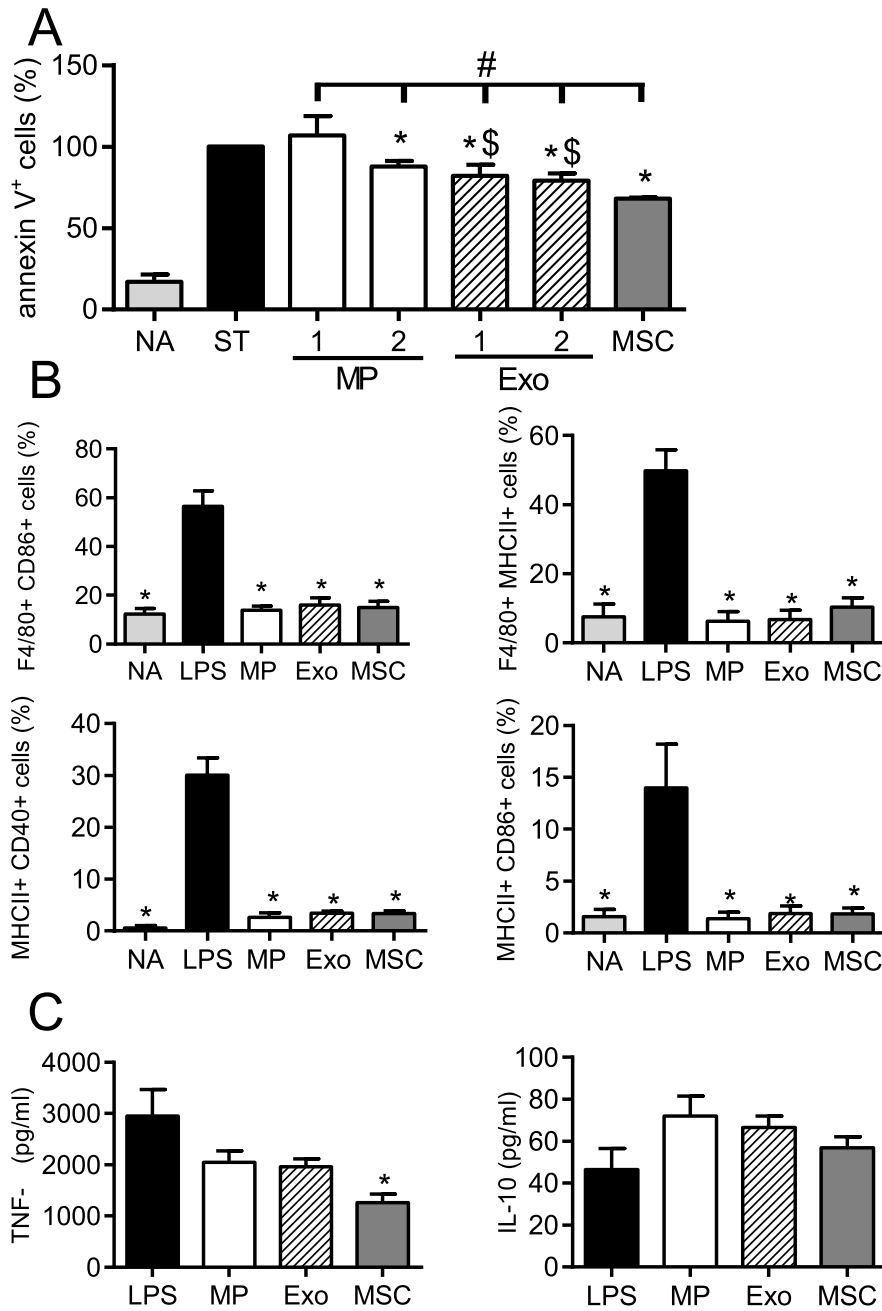 A
annexin V+ cells (%)
150
100
50
0
#
* *$ *$ *
NA ST 1 2 1 2 MSC
MP Exo
B
F4/80+ CD86+ cells (%)
80
60
40
20
0
* * * *
NA LPS MP Exo MSC
F4/80+ MHCII+ cells (%)
60
40
20
0
* * * *
NA LPS MP Exo MSC
MHCII+ CD40+ cells (%)
40
30
20
10
0
* * * *
NA LPS MP Exo MSC
MHCII+ CD86+ cells (%)
20
15
10
5
0
* * * *
NA LPS MP Exo MSC
C
TNF- (pg/ml)
4000
3000
2000
1000
0
*
LPS MP Exo MSC
IL-10 (pg/ml)
100
80
60
40
20
0
LPS MP Exo MSC